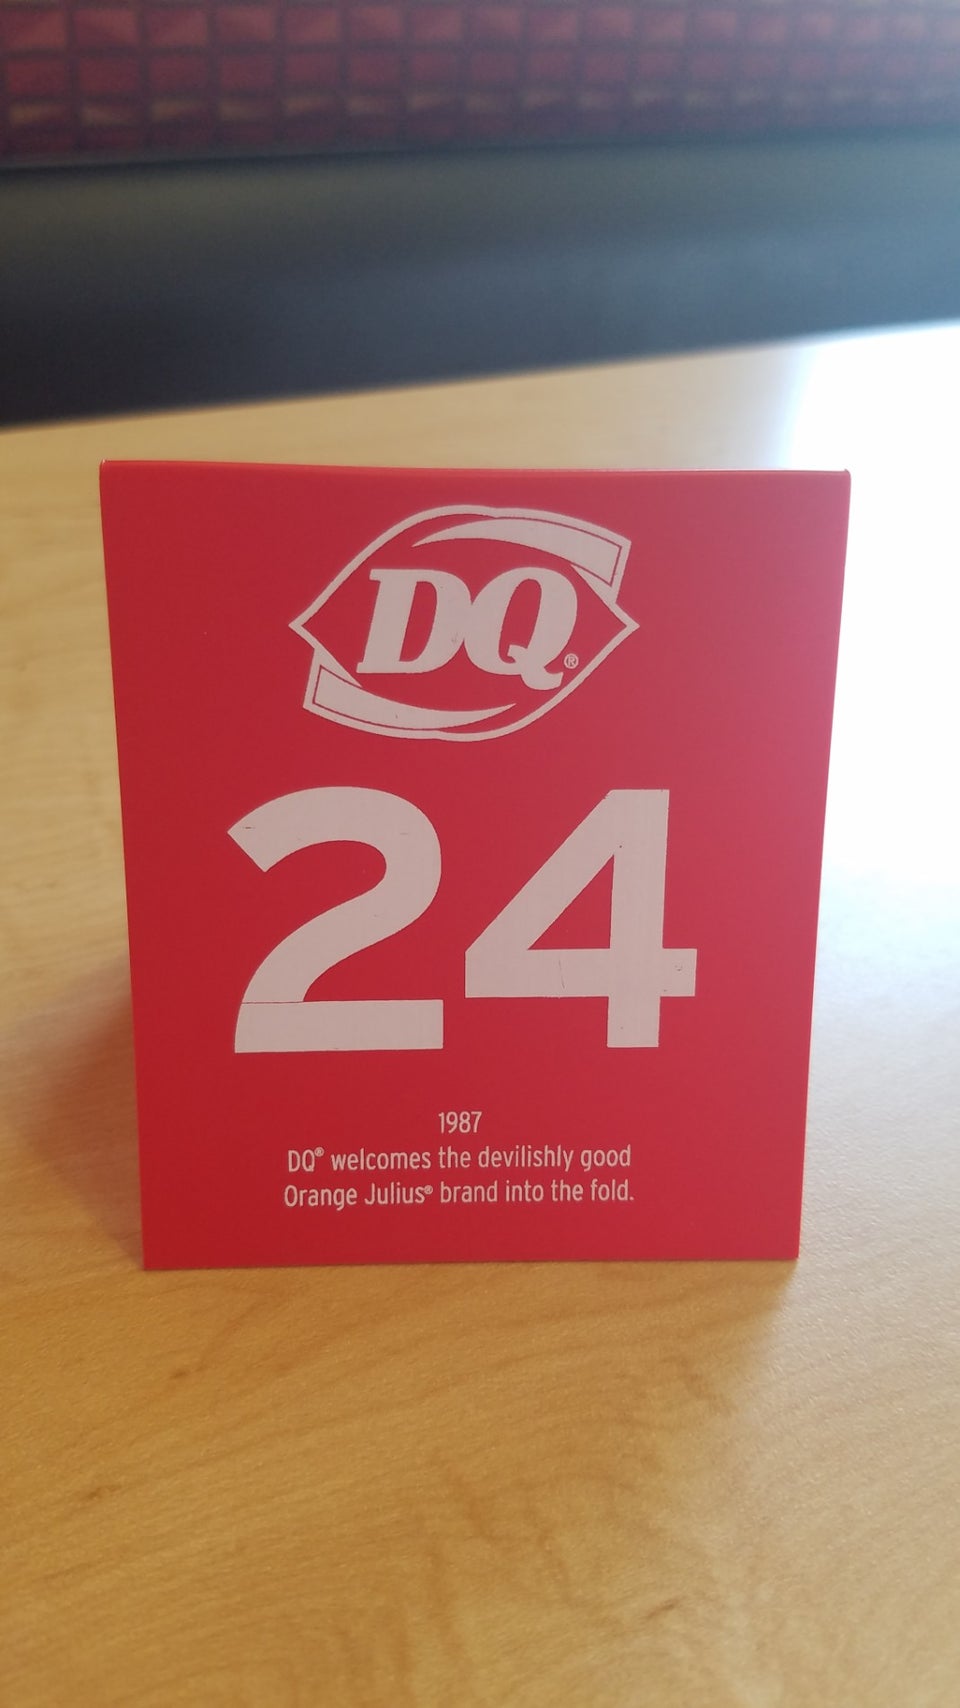 DQ®
24
1987
DQ® welcomes the devilishly good
Orange Julius® brand into the fold.